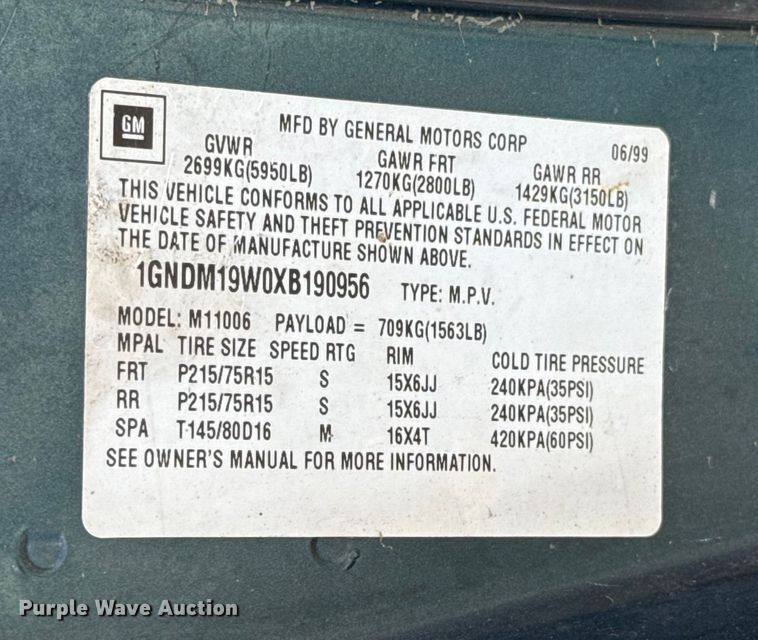 GM
MFD BY GENERAL MOTORS CORP 06/99
GVWR GAWR FRT GAWR RR
2699KG(5950LB) 1270KG(2800LB) 1429KG(3150LB)
THIS VEHICLE CONFORMS TO ALL APPLICABLE U.S. FEDERAL MOTOR
VEHICLE SAFETY AND THEFT PREVENTION STANDARDS IN EFFECT ON
THE DATE OF MANUFACTURE SHOWN ABOVE.
1GNDM19W0XB190956 TYPE: M.P.V.
MODEL: M11006 PAYLOAD = 709KG(1563LB)
MPAL TIRE SIZE SPEED RTG RIM COLD TIRE PRESSURE
FRT P215/75R15 S 15X6JJ 240KPA(35PSI)
RR P215/75R15 S 15X6JJ 240KPA(35PSI)
SPA T145/80D16 M 16X4T 420KPA(60PSI)
SEE OWNER'S MANUAL FOR MORE INFORMATION.
Purple Wave Auction